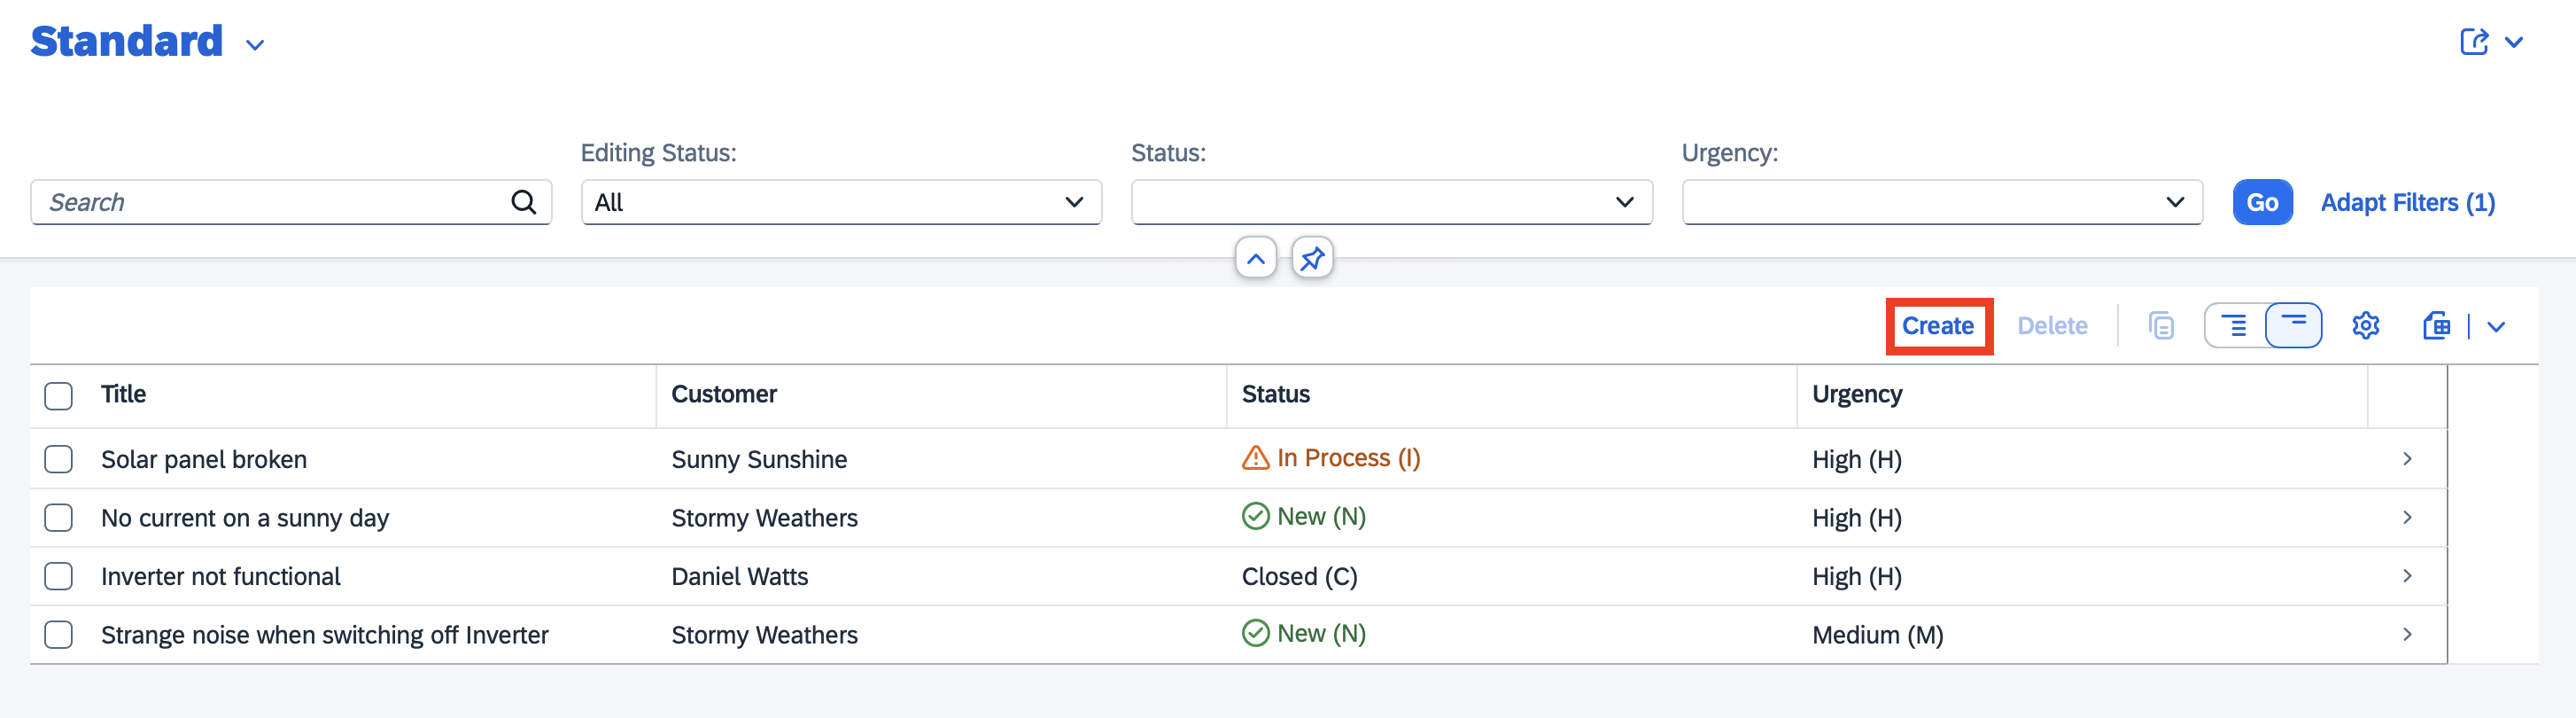 Standard
Editing Status: Status: Urgency:
Search All Go Adapt Filters (1)
Create Delete
Title Customer Status Urgency
Solar panel broken Sunny Sunshine In Process (I) High (H)
No current on a sunny day Stormy Weathers New (N) High (H)
Inverter not functional Daniel Watts Closed (C) High (H)
Strange noise when switching off Inverter Stormy Weathers New (N) Medium (M)